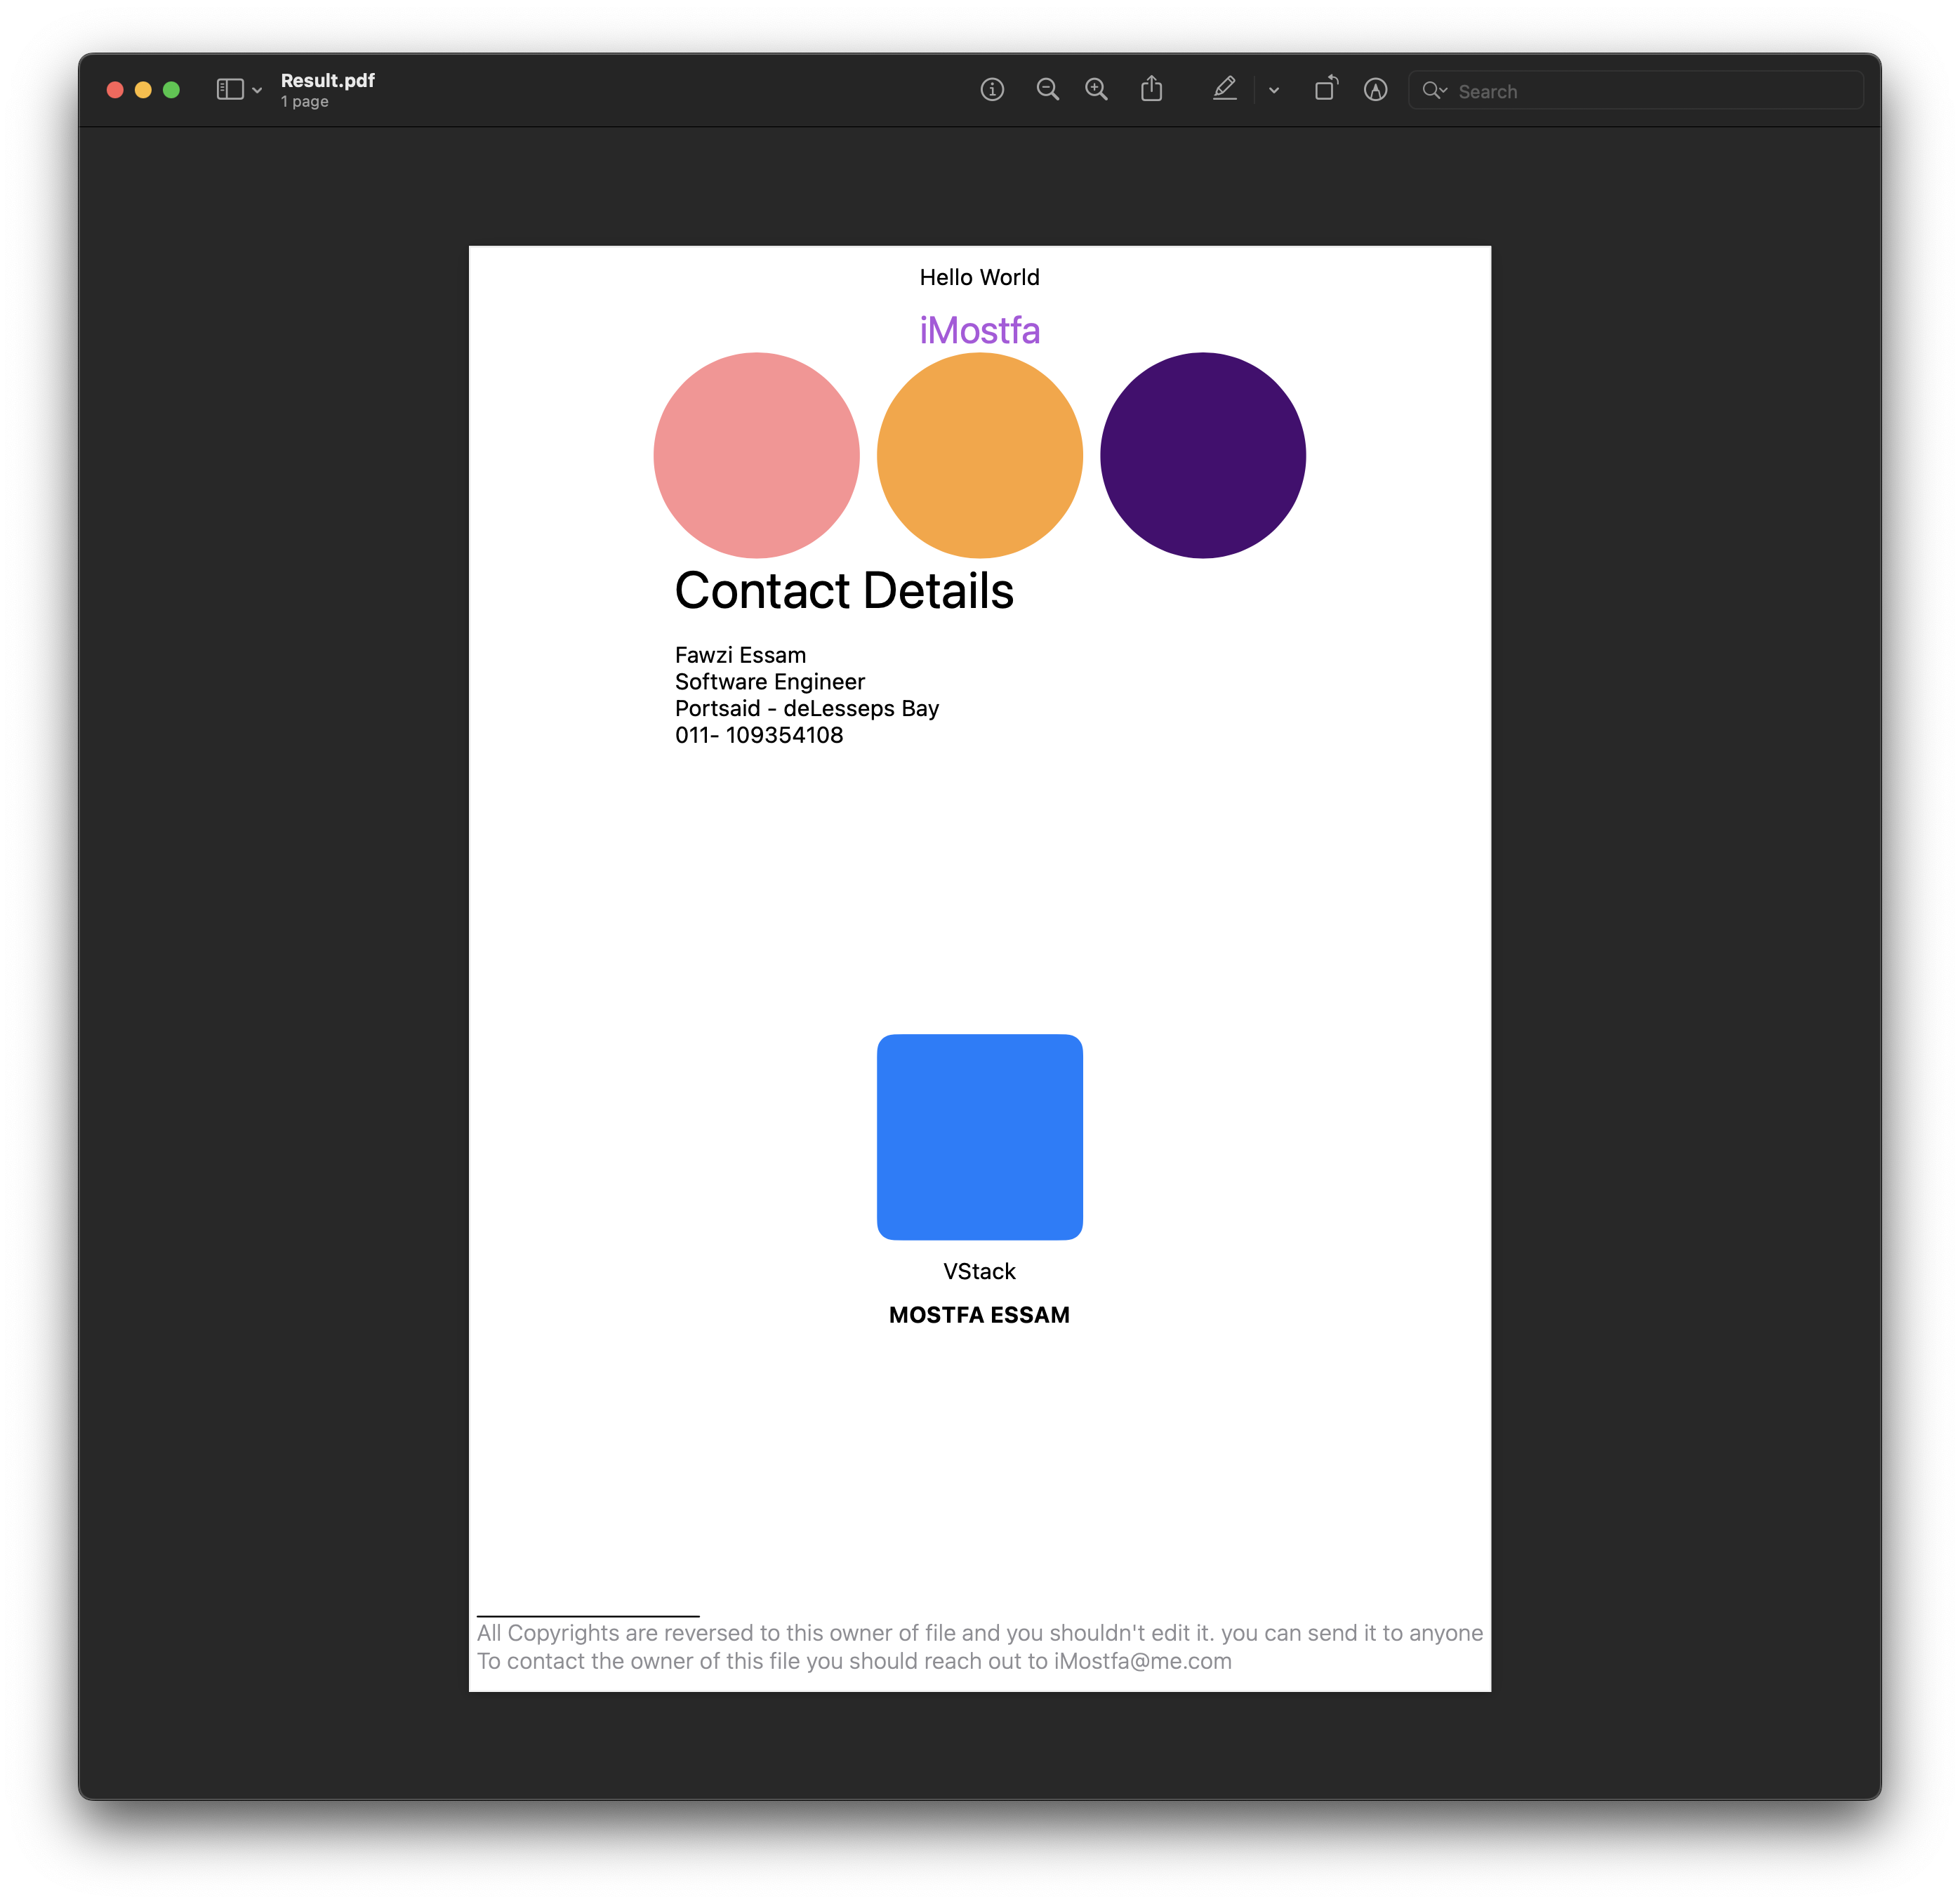 Result.pdf
1 page
Search
Hello World
iMostfa
Contact Details
Fawzi Essam
Software Engineer
Portsaid - deLesseps Bay
011- 109354108
VStack
MOSTFA ESSAM
All Copyrights are reversed to this owner of file and you shouldn't edit it. you can send it to anyone
To contact the owner of this file you should reach out to iMostfa@me.com